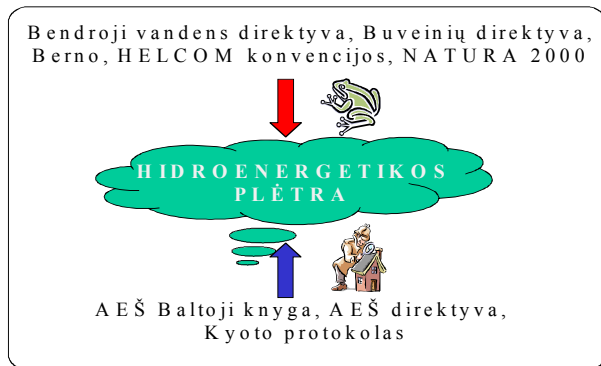 Bendroji vandens direktyva, Buveinių direktyva,
Berno, HELCOM konvencijos, NATURA 2000
HIDROENERGETIKOS
PLĖTRA
AEŠ Baltoji knyga, AEŠ direktyva,
Kyoto protokolas